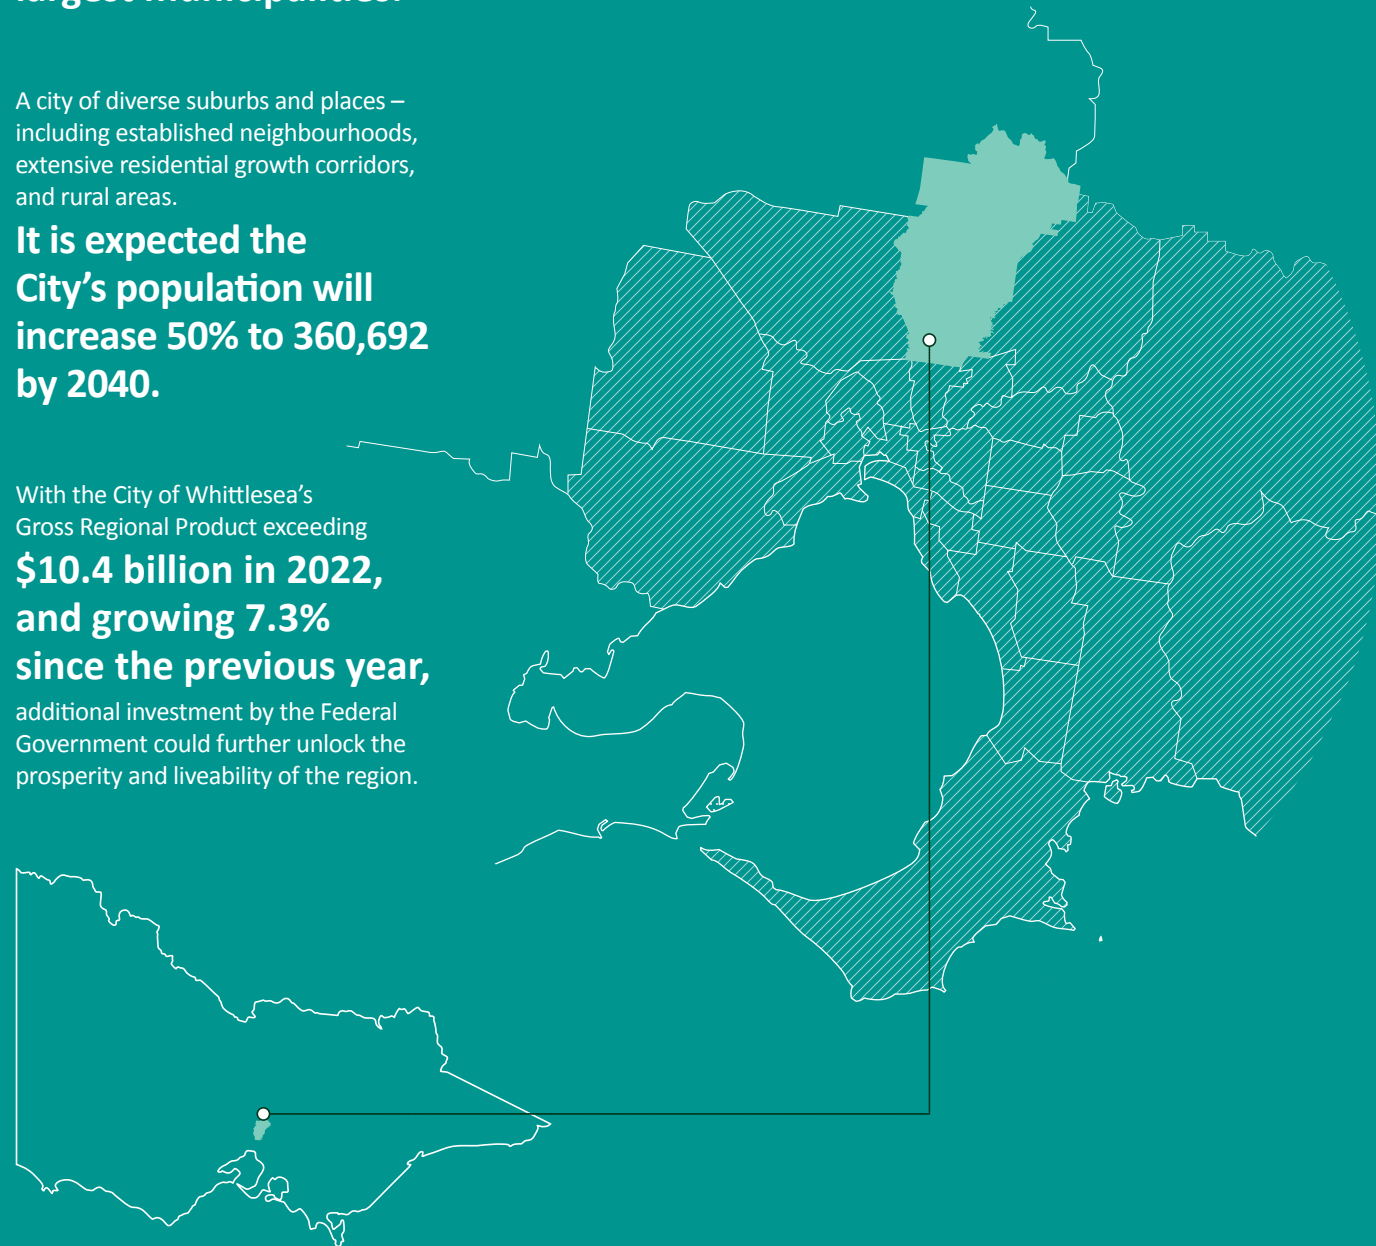 largest municipalities.
A city of diverse suburbs and places –
including established neighbourhoods,
extensive residential growth corridors,
and rural areas.
It is expected the
City’s population will
increase 50% to 360,692
by 2040.
With the City of Whittlesea’s
Gross Regional Product exceeding
$10.4 billion in 2022,
and growing 7.3%
since the previous year,
additional investment by the Federal
Government could further unlock the
prosperity and liveability of the region.